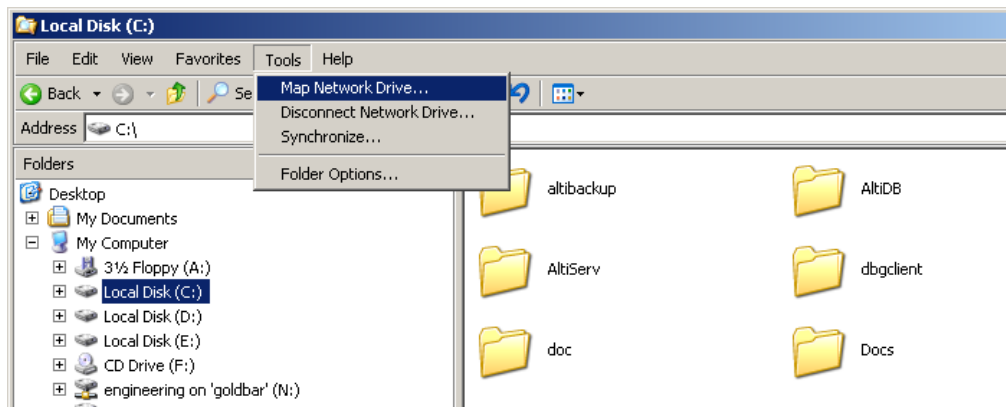 Local Disk (C:)
File Edit View Favorites Tools Help
Back Se
Map Network Drive...
Disconnect Network Drive...
Synchronize...
Folder Options...
Address C:\
Folders
Desktop
My Documents
My Computer
3½ Floppy (A:)
Local Disk (C:)
Local Disk (D:)
Local Disk (E:)
CD Drive (F:)
engineering on 'goldbar' (N:)
altibackup AltiDB
AltiServ dbgclient
doc Docs